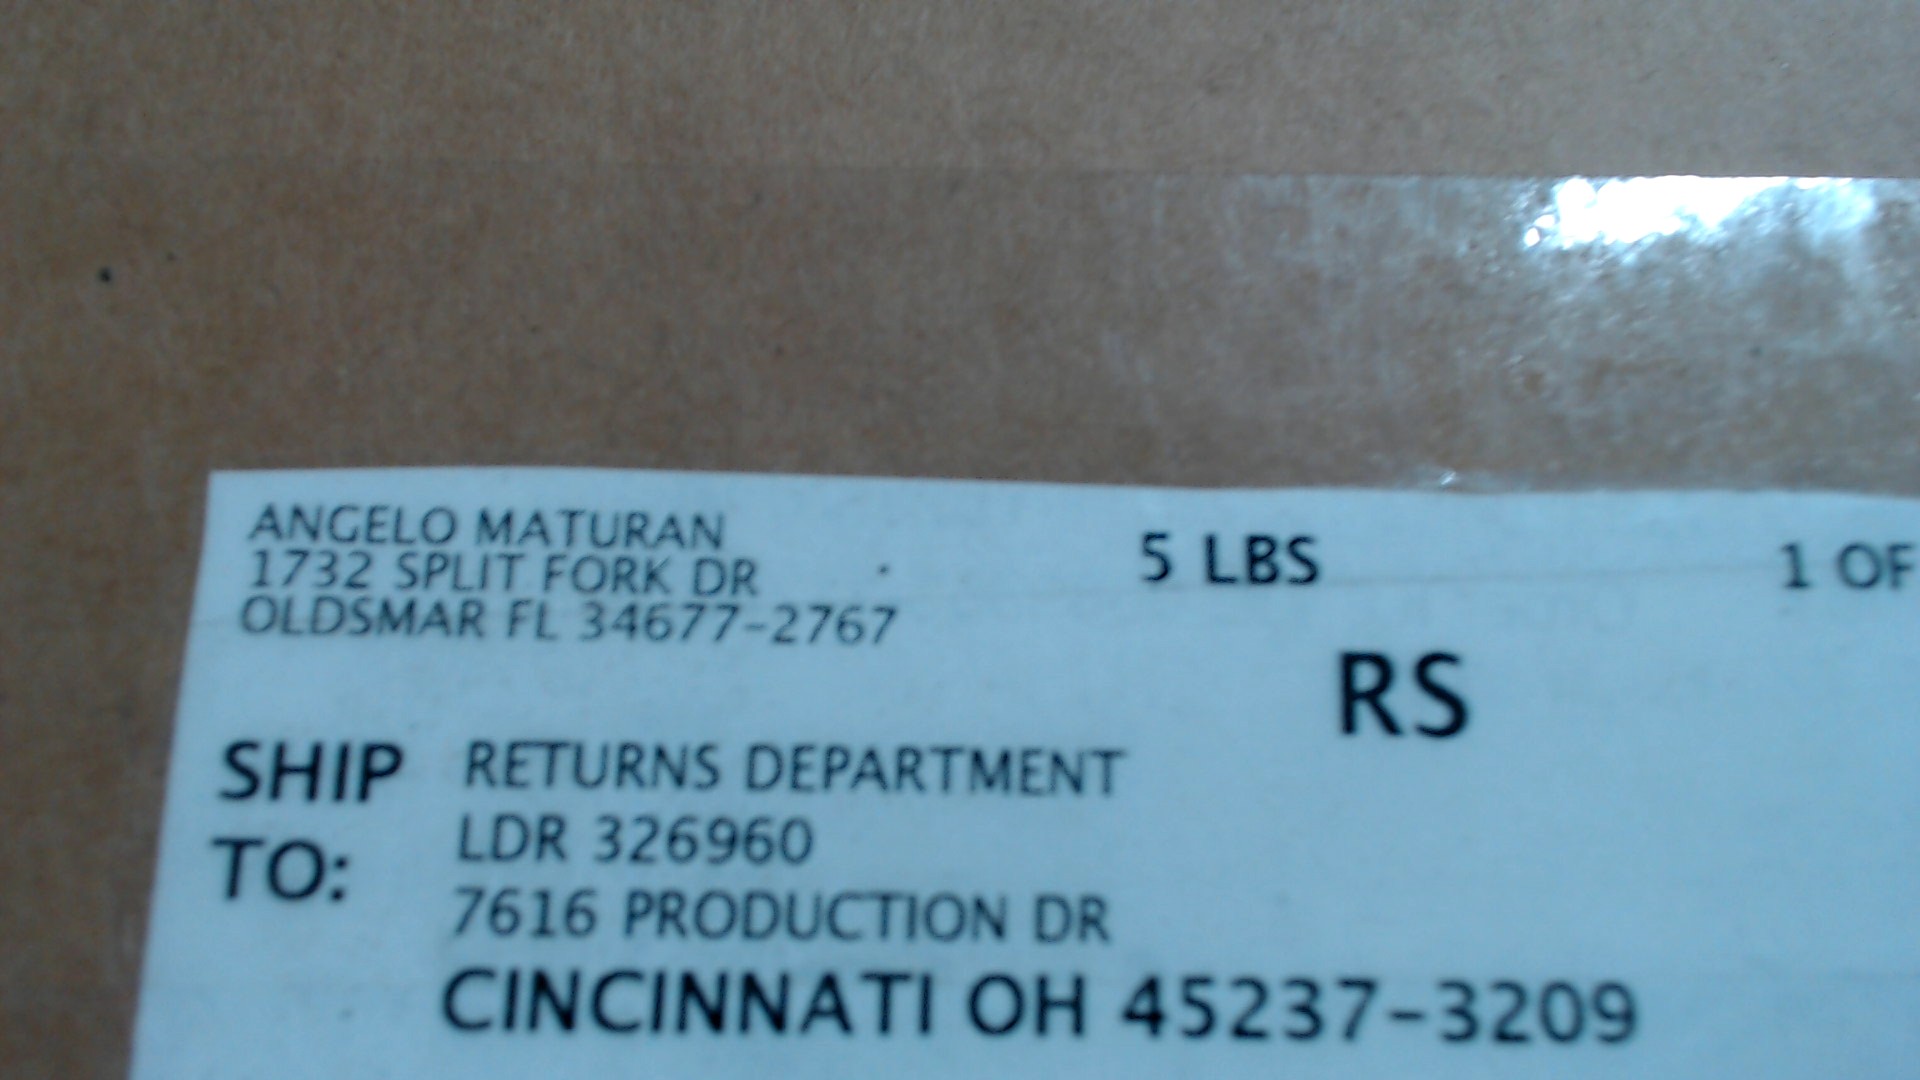 ANGELO MATURAN
1732 SPLIT FORK DR
OLDSMAR FL 34677-2767
5 LBS
1 OF
RS
SHIP TO:
RETURNS DEPARTMENT
LDR 326960
7616 PRODUCTION DR
CINCINNATI OH 45237-3209